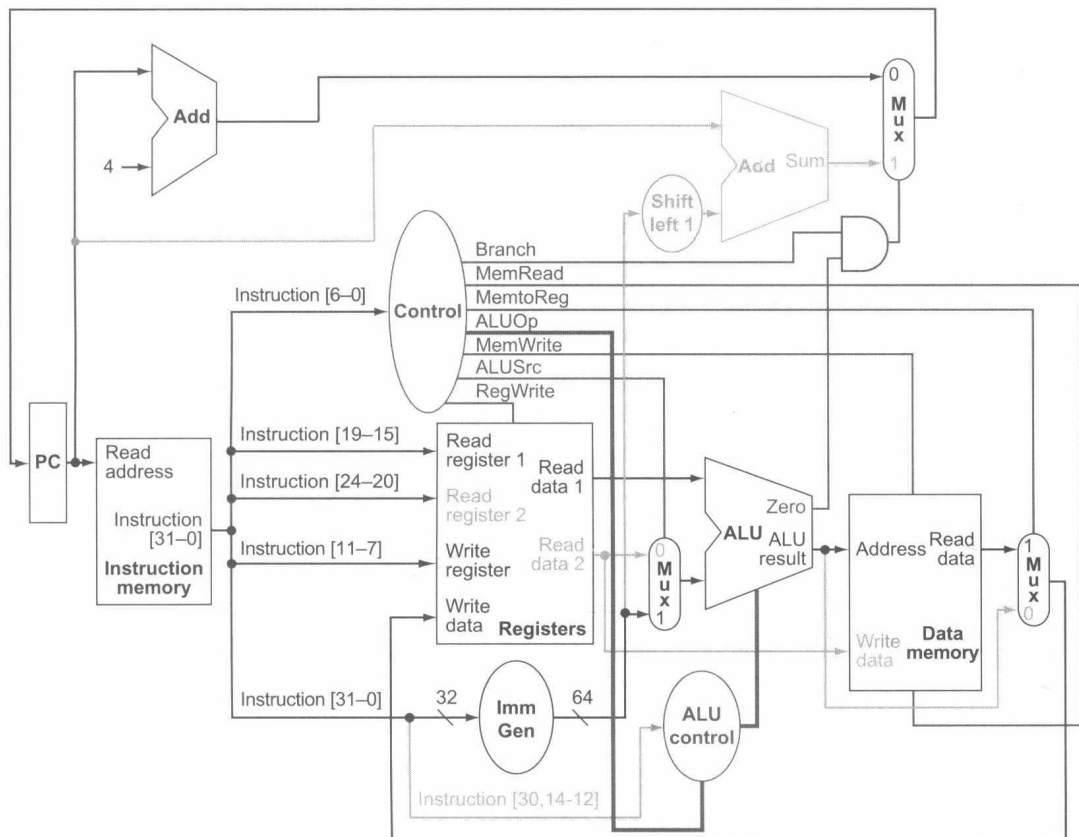 Add
4
0
Mux
1
Add Sum
Shift
left 1
Branch
MemRead
MemtoReg
ALUOp
MemWrite
ALUSrc
RegWrite
Instruction [6–0]
Control
PC
Read
address
Instruction
[31–0]
Instruction
memory
Instruction [19–15]
Instruction [24–20]
Instruction [11–7]
Read
register 1
Read
data 1
Read
register 2
Write
register
Read
data 2
Write
data
Registers
0
Mux
1
Zero
ALU
ALU
result
Address
Read
data
Write
data
Data
memory
1
Mux
0
Instruction [31–0]
32
Imm
Gen
64
ALU
control
Instruction [30,14-12]